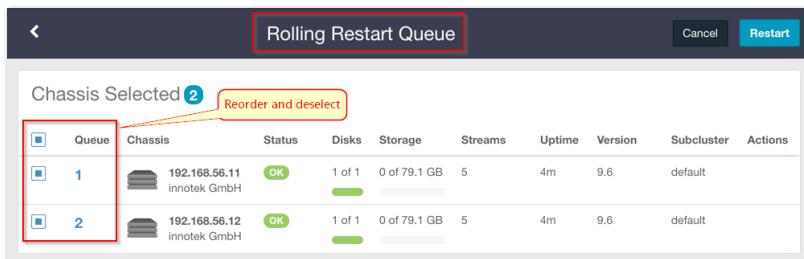 Rolling Restart Queue
Cancel
Restart
Chassis Selected 2
Reorder and deselect
Queue Chassis Status Disks Storage Streams Uptime Version Subcluster Actions
1 192.168.56.11 OK 1 of 1 0 of 79.1 GB 5 4m 9.6 default
innotek GmbH
2 192.168.56.12 OK 1 of 1 0 of 79.1 GB 5 4m 9.6 default
innotek GmbH